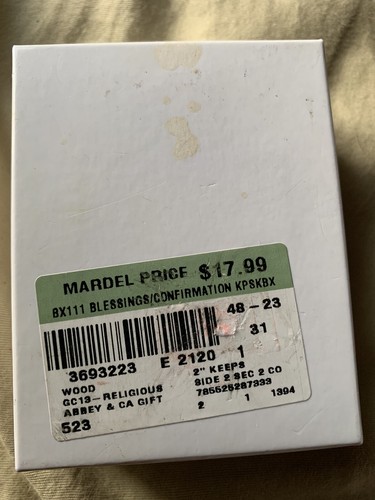 MARDEL PRICE $17.99
BX111 BLESSINGS/CONFIRMATION KPSKBX
48-23
31
3693223 E 2120 1
WOOD 2" KEEPS
GC13-RELIGIOUS SIDE 2 SEC 2 CO
ABBEY & CA GIFT 785525287333
523 2 1 1394